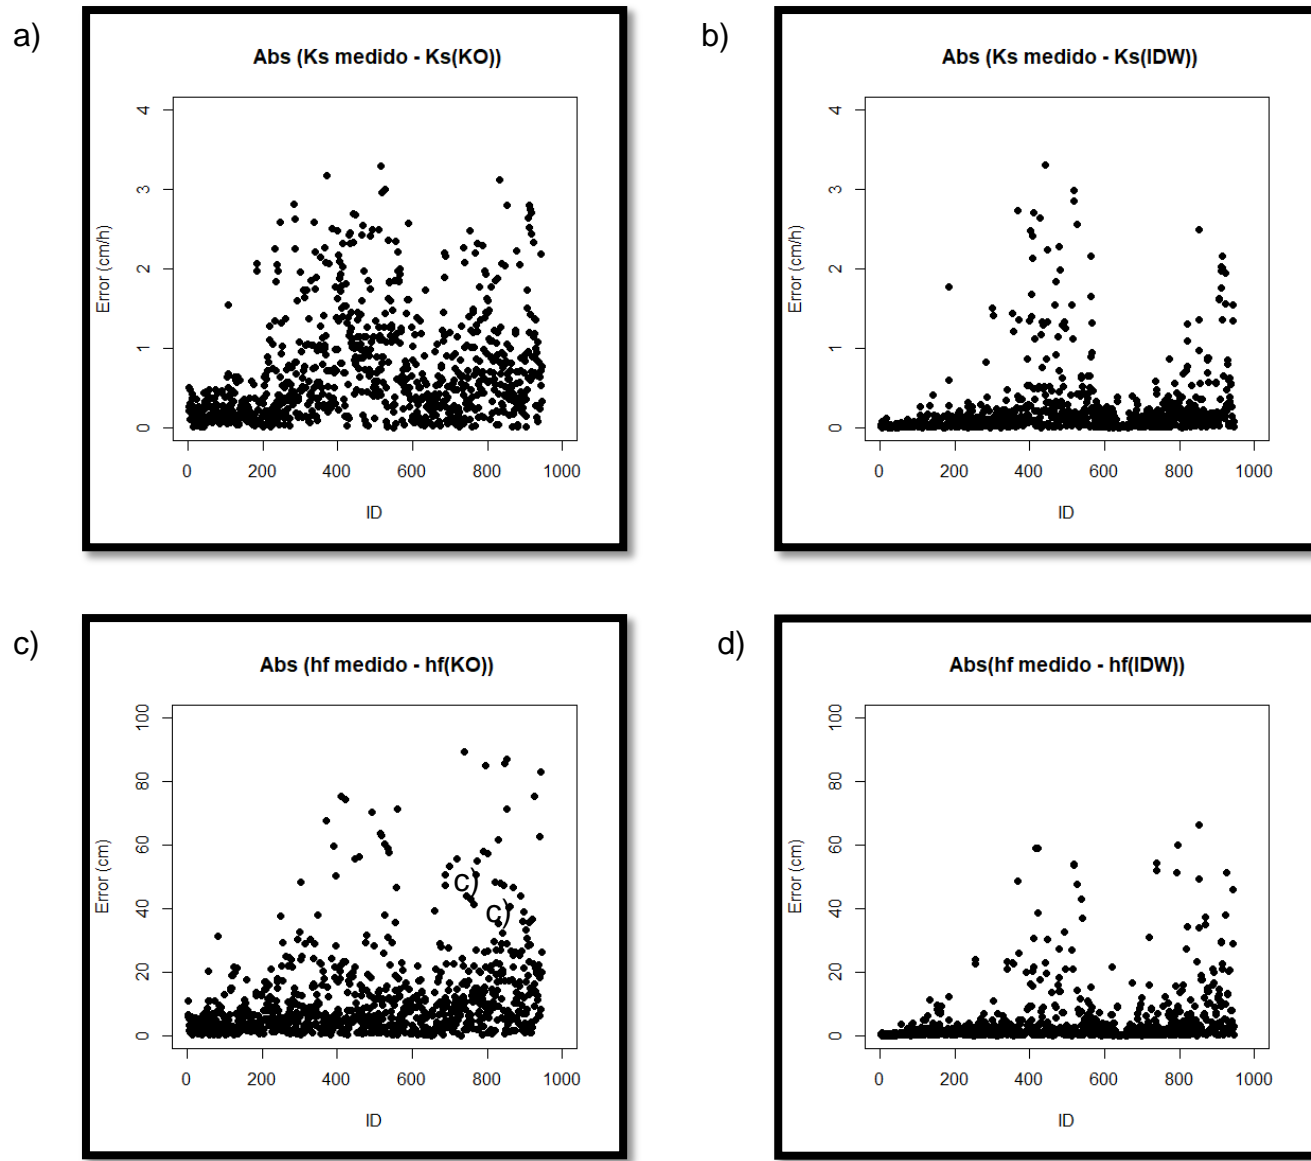 a)
Abs (Ks medido - Ks(KO))
4
3
2
1
0
Error (cm/h)
0 200 400 600 800 1000
ID
b)
Abs (Ks medido - Ks(IDW))
4
3
2
1
0
Error (cm/h)
0 200 400 600 800 1000
ID
c)
Abs (hf medido - hf(KO))
100
80
60
40
20
0
Error (cm)
c)
c)
0 200 400 600 800 1000
ID
d)
Abs(hf medido - hf(IDW))
100
80
60
40
20
0
Error (cm)
0 200 400 600 800 1000
ID